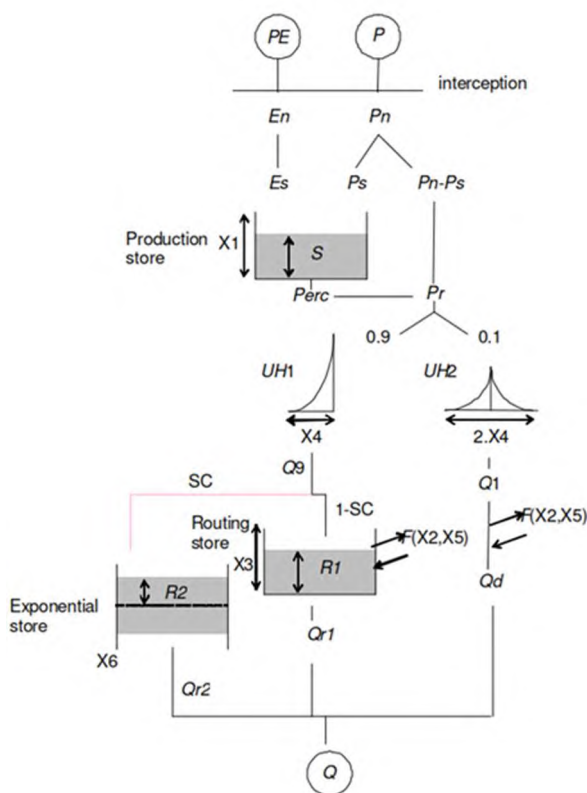 PE P
interception
En Pn
Es Ps Pn-Ps
Production
store
X1
S
Perc Pr
0.9 0.1
UH1 UH2
X4 2.X4
Q9 Q1
SC
1-SC
Routing
store
F(X2,X5) F(X2,X5)
X3
R1
Qd
R2
Exponential
store
Qr1
X6
Qr2
Q